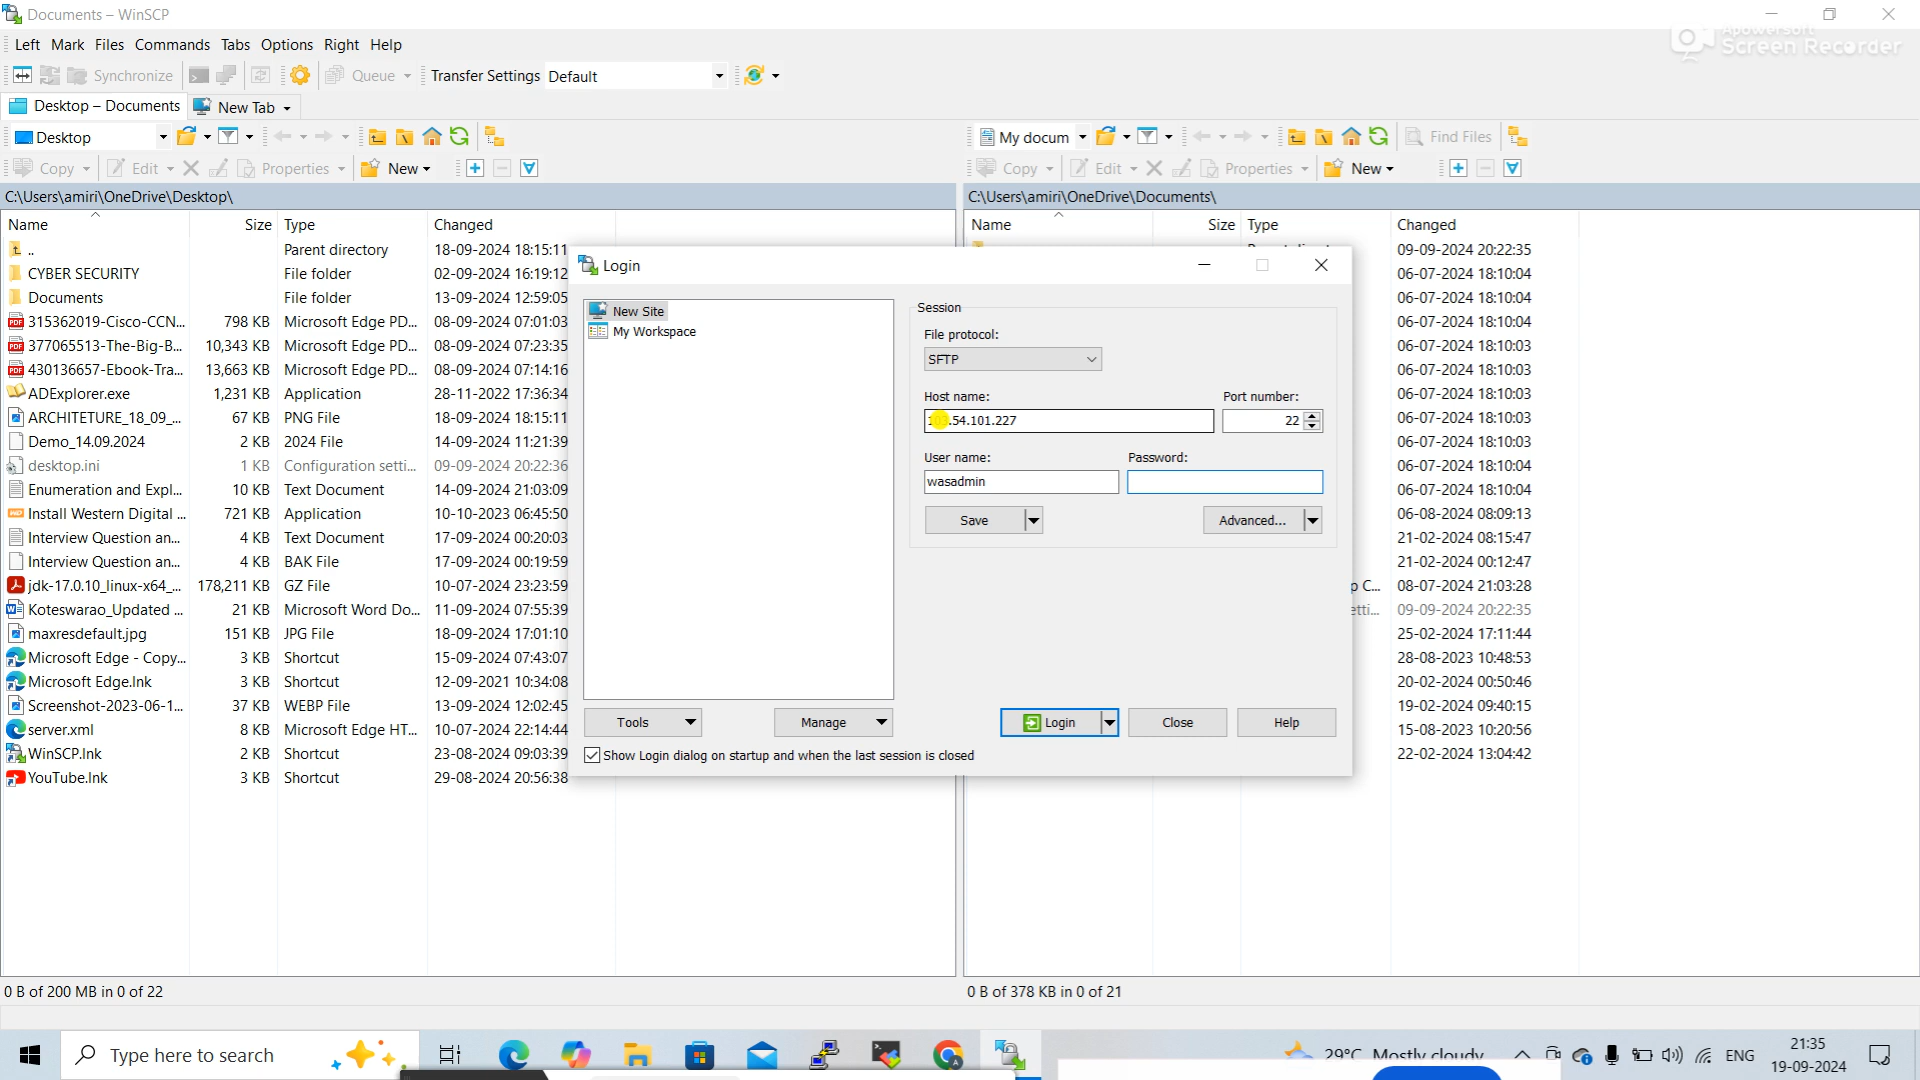 Documents – WinSCP
Apowersoft
Screen Recorder
Left Mark Files Commands Tabs Options Right Help
Synchronize Queue Transfer Settings Default
Desktop – Documents New Tab
Desktop
My docum Find Files
Copy Edit Properties New
Copy Edit Properties New
C:\Users\amiri\OneDrive\Desktop\
C:\Users\amiri\OneDrive\Documents\
Name Size Type Changed
.. Parent directory 18-09-2024 18:15:11
CYBER SECURITY File folder 02-09-2024 16:19:12
Documents File folder 13-09-2024 12:59:05
315362019-Cisco-CCN... 798 KB Microsoft Edge PD... 08-09-2024 07:01:03
377065513-The-Big-B... 10,343 KB Microsoft Edge PD... 08-09-2024 07:23:35
430136657-Ebook-Tra... 13,663 KB Microsoft Edge PD... 08-09-2024 07:14:16
ADExplorer.exe 1,231 KB Application 28-11-2022 17:36:34
ARCHITETURE_18_09_... 67 KB PNG File 18-09-2024 18:15:11
Demo_14.09.2024 2 KB 2024 File 14-09-2024 11:21:39
desktop.ini 1 KB Configuration setti... 09-09-2024 20:22:36
Enumeration and Expl... 10 KB Text Document 14-09-2024 21:03:09
Install Western Digital ... 721 KB Application 10-10-2023 06:45:50
Interview Question an... 4 KB Text Document 17-09-2024 00:20:03
Interview Question an... 4 KB BAK File 17-09-2024 00:19:59
jdk-17.0.10_linux-x64_... 178,211 KB GZ File 10-07-2024 23:23:59
Koteswarao_Updated ... 21 KB Microsoft Word Do... 11-09-2024 07:55:39
maxresdefault.jpg 151 KB JPG File 18-09-2024 17:01:10
Microsoft Edge - Copy... 3 KB Shortcut 15-09-2024 07:43:07
Microsoft Edge.lnk 3 KB Shortcut 12-09-2021 10:34:08
Screenshot-2023-06-1... 37 KB WEBP File 13-09-2024 12:02:45
server.xml 8 KB Microsoft Edge HT... 10-07-2024 22:14:44
WinSCP.lnk 2 KB Shortcut 23-08-2024 09:03:39
YouTube.lnk 3 KB Shortcut 29-08-2024 20:56:38
Login
New Site
My Workspace
Session
File protocol:
SFTP
Host name: Port number:
103.54.101.227 22
User name: Password:
wasadmin
Save Advanced...
Tools Manage Login Close Help
Show Login dialog on startup and when the last session is closed
Name Size Type Changed
09-09-2024 20:22:35
06-07-2024 18:10:04
06-07-2024 18:10:04
06-07-2024 18:10:04
06-07-2024 18:10:03
06-07-2024 18:10:03
06-07-2024 18:10:03
06-07-2024 18:10:03
06-07-2024 18:10:03
06-07-2024 18:10:04
06-07-2024 18:10:04
06-08-2024 08:09:13
21-02-2024 08:15:47
21-02-2024 00:12:47
p C... 08-07-2024 21:03:28
etti... 09-09-2024 20:22:35
25-02-2024 17:11:44
28-08-2023 10:48:53
20-02-2024 00:50:46
19-02-2024 09:40:15
15-08-2023 10:20:56
22-02-2024 13:04:42
0 B of 200 MB in 0 of 22
0 B of 378 KB in 0 of 21
Type here to search
29°C Mostly cloudy
ENG
21:35
19-09-2024